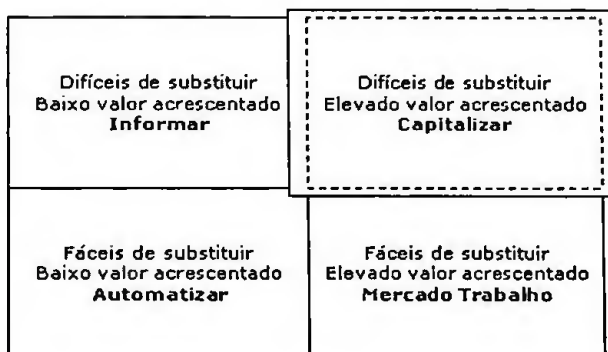 Difíceis de substituir
Baixo valor acrescentado
Informar
Difíceis de substituir
Elevado valor acrescentado
Capitalizar
Fáceis de substituir
Baixo valor acrescentado
Automatizar
Fáceis de substituir
Elevado valor acrescentado
Mercado Trabalho